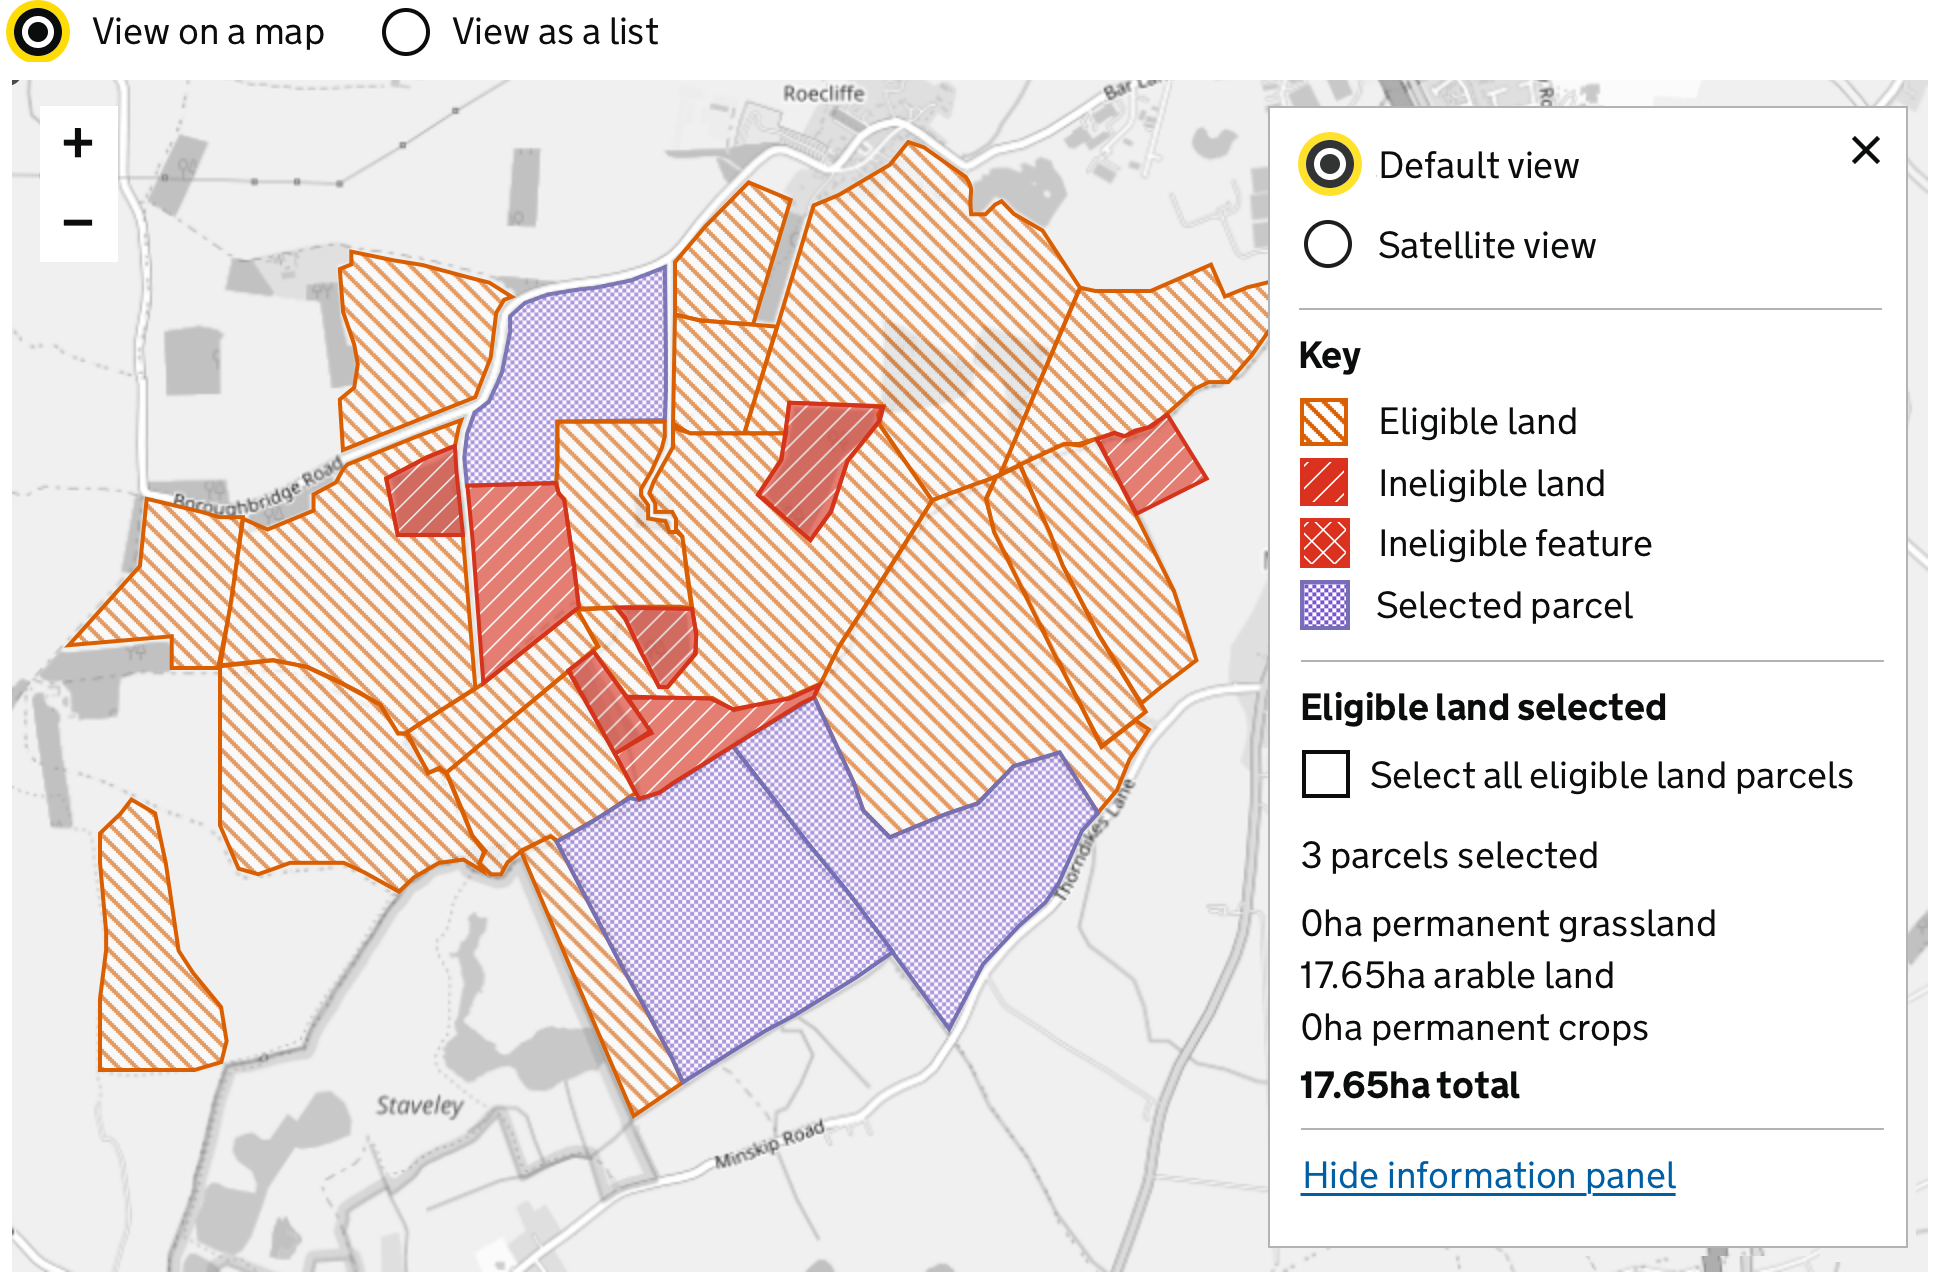 View on a map
View as a list
Roecliffe
+
−
Boroughbridge Road
Thorndikes Lane
Staveley
Minskip Road
Default view
Satellite view
Key
Eligible land
Ineligible land
Ineligible feature
Selected parcel
Eligible land selected
Select all eligible land parcels
3 parcels selected
0ha permanent grassland
17.65ha arable land
0ha permanent crops
17.65ha total
Hide information panel